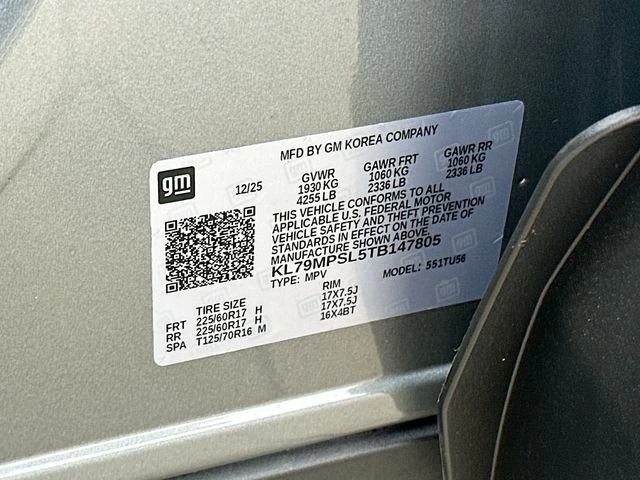 MFD BY GM KOREA COMPANY
gm
12/25
GVWR GAWR FRT GAWR RR
1930 KG 1060 KG 1060 KG
4255 LB 2336 LB 2336 LB
THIS VEHICLE CONFORMS TO ALL
APPLICABLE U.S. FEDERAL MOTOR
VEHICLE SAFETY AND THEFT PREVENTION
STANDARDS IN EFFECT ON THE DATE OF
MANUFACTURE SHOWN ABOVE.
KL79MPSL5TB147805
TYPE: MPV MODEL: 551TU56
TIRE SIZE RIM
FRT 225/60R17 H 17X7.5J
RR 225/60R17 H 17X7.5J
SPA T125/70R16 M 16X4BT